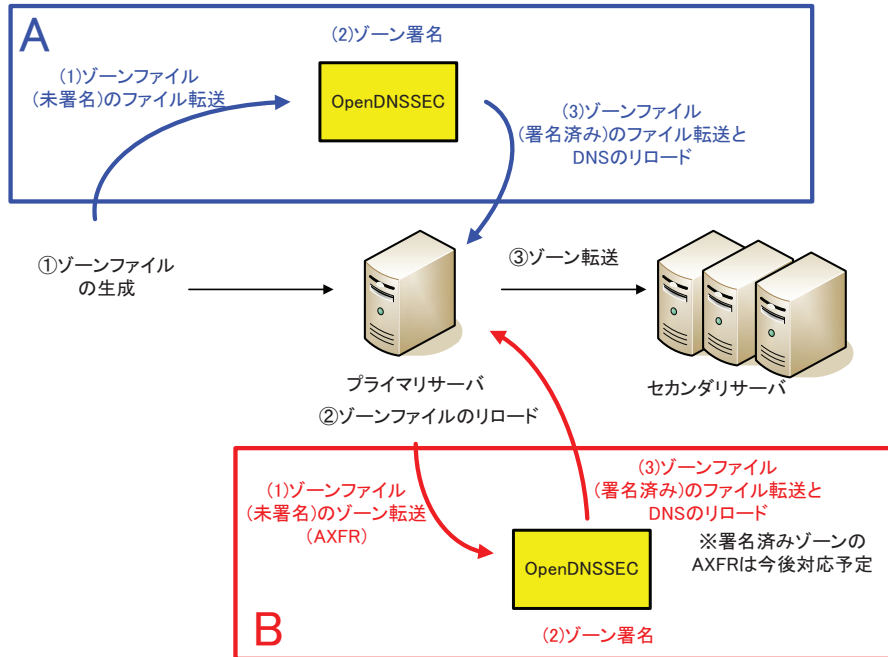 A
(2)ゾーン署名
(1)ゾーンファイル
(未署名)のファイル転送
OpenDNSSEC
(3)ゾーンファイル
(署名済み)のファイル転送と
DNSのリロード
①ゾーンファイル
の生成
③ゾーン転送
プライマリサーバ
セカンダリサーバ
②ゾーンファイルのリロード
(1)ゾーンファイル
(未署名)のゾーン転送
(AXFR)
(3)ゾーンファイル
(署名済み)のファイル転送と
DNSのリロード
※署名済みゾーンの
AXFRは今後対応予定
OpenDNSSEC
B
(2)ゾーン署名